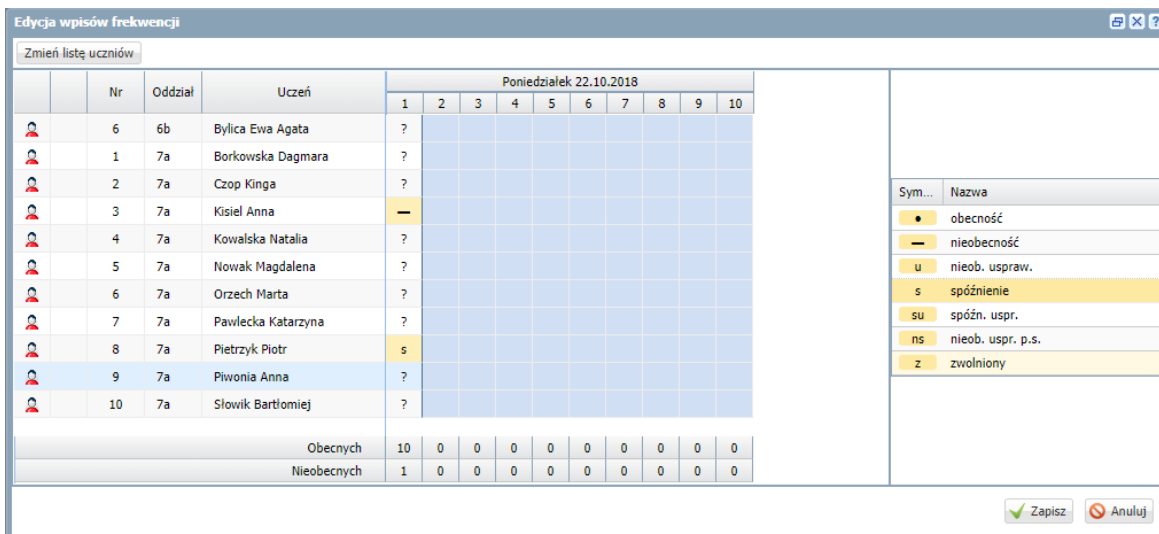 Edycja wpisów frekwencji
Zmień listę uczniów
Nr Oddział Uczeń Poniedziałek 22.10.2018
1 2 3 4 5 6 7 8 9 10
6 6b Bylica Ewa Agata ?
1 7a Borkowska Dagmara ?
2 7a Czop Kinga ?
3 7a Kisiel Anna —
4 7a Kowalska Natalia ?
5 7a Nowak Magdalena ?
6 7a Orzech Marta ?
7 7a Pawlecka Katarzyna ?
8 7a Pietrzyk Piotr s
9 7a Piwonia Anna ?
10 7a Słowik Bartłomiej ?
Obecnych 10 0 0 0 0 0 0 0 0 0
Nieobecnych 1 0 0 0 0 0 0 0 0 0
Sym... Nazwa
• obecność
— nieobecność
u nieob. uspraw.
s spóźnienie
su spóźn. uspr.
ns nieob. uspr. p.s.
z zwolniony
Zapisz Anuluj